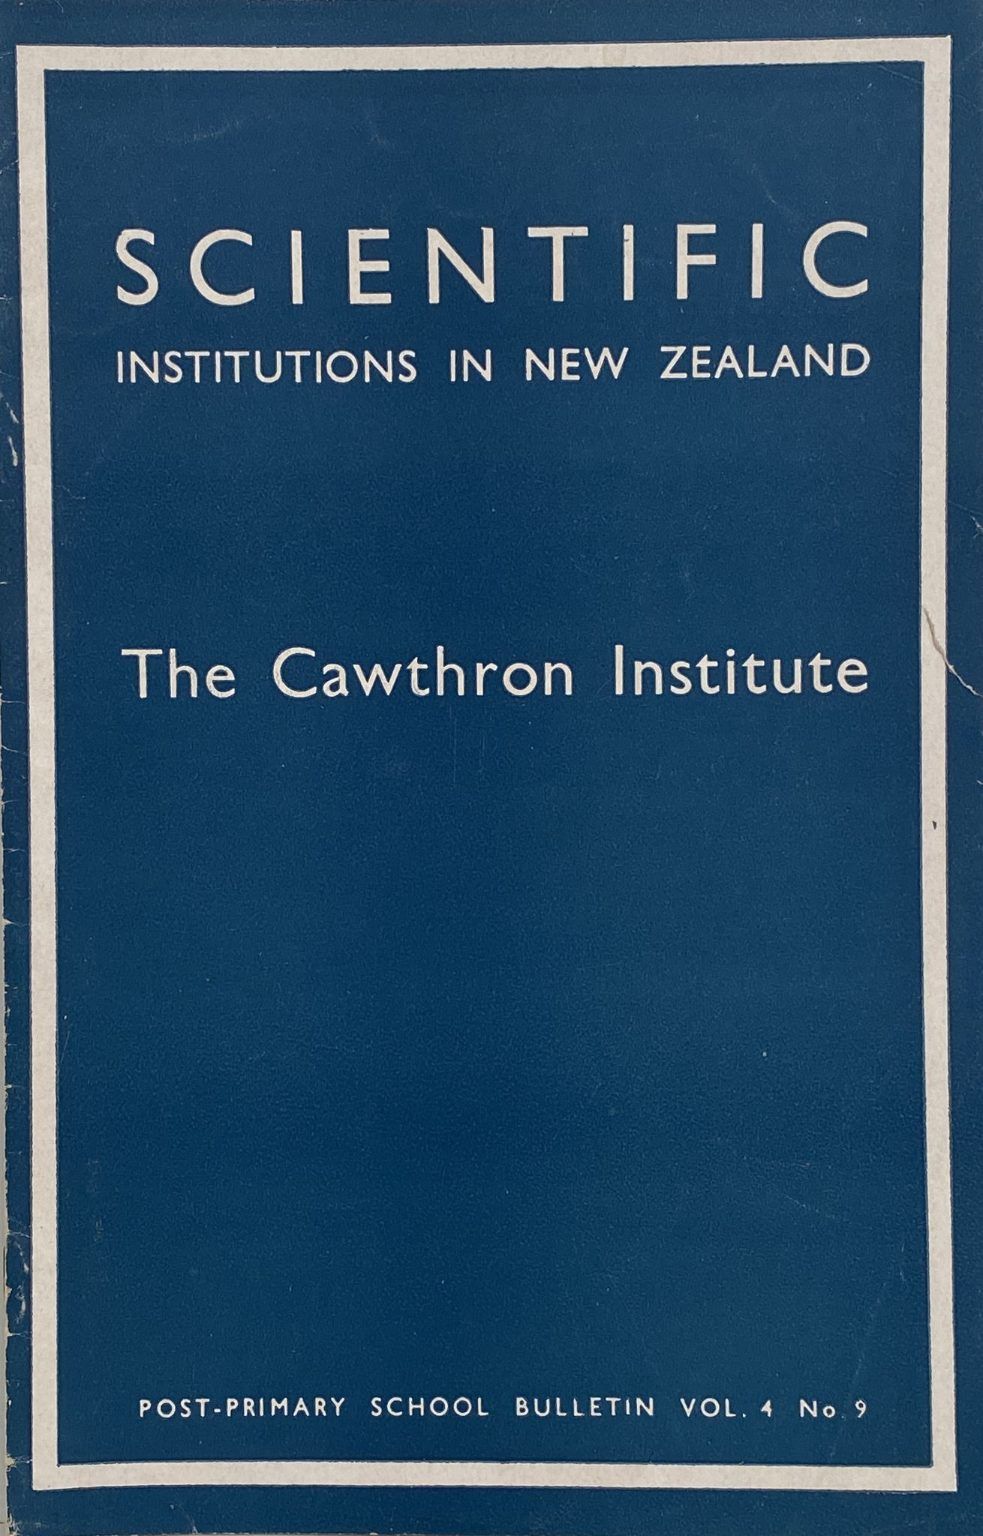 SCIENTIFIC
INSTITUTIONS IN NEW ZEALAND
The Cawthron Institute
POST-PRIMARY SCHOOL BULLETIN VOL. 4 No. 9